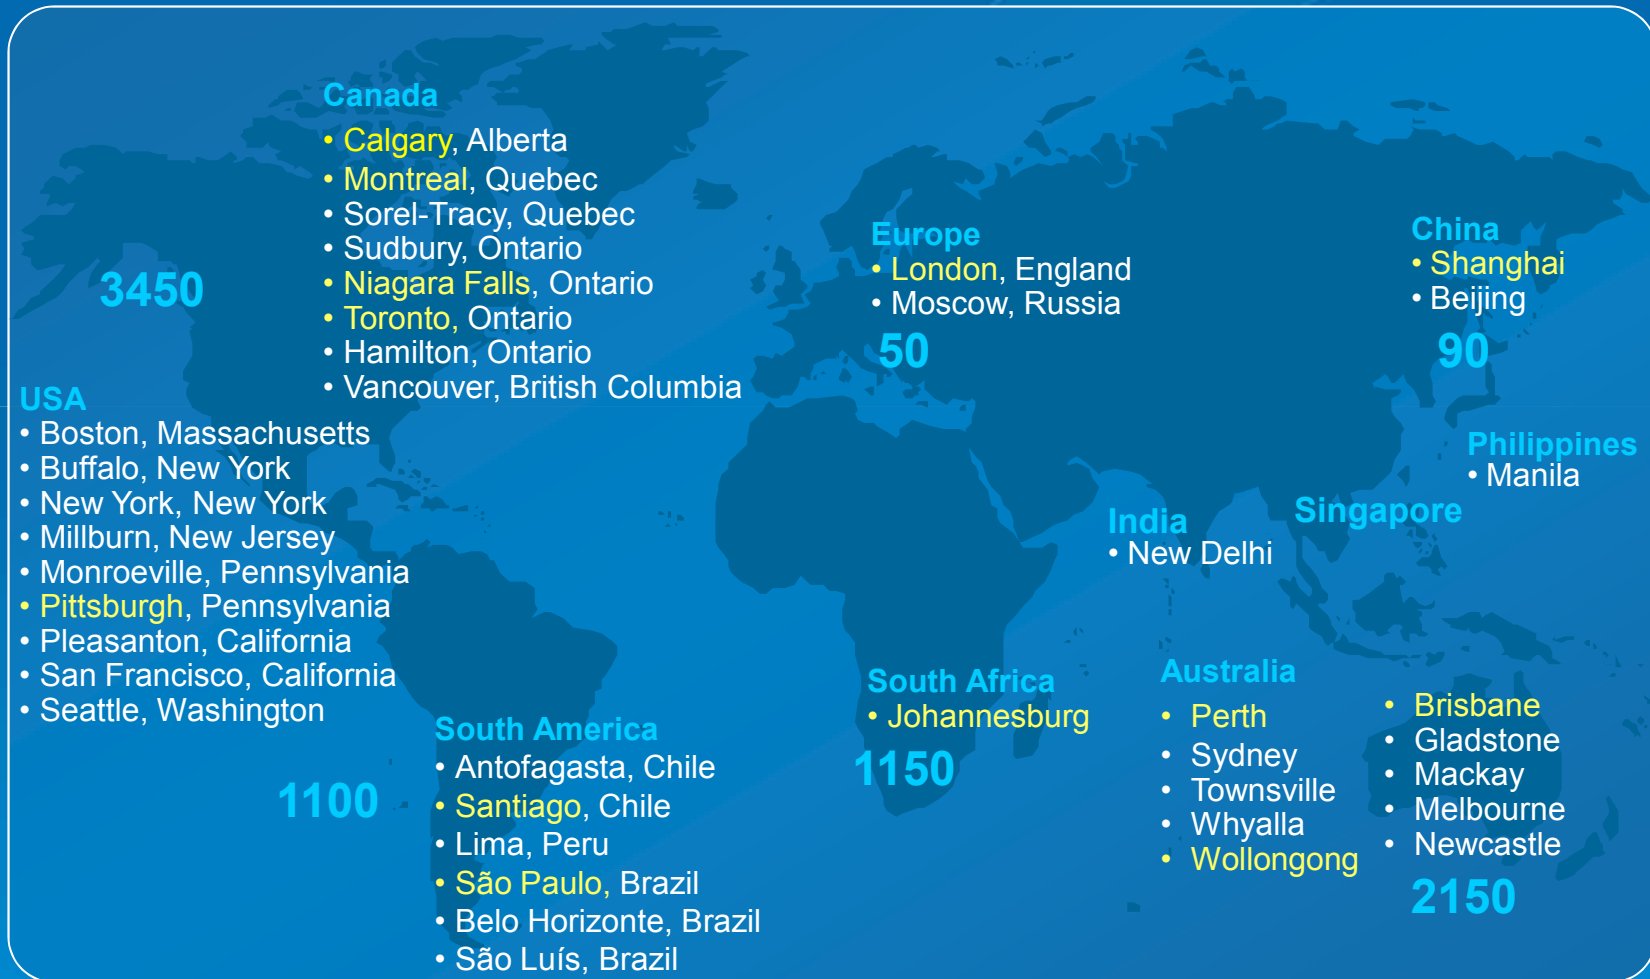 Canada
• Calgary, Alberta
• Montreal, Quebec
• Sorel-Tracy, Quebec
• Sudbury, Ontario
• Niagara Falls, Ontario
• Toronto, Ontario
• Hamilton, Ontario
• Vancouver, British Columbia
3450
USA
• Boston, Massachusetts
• Buffalo, New York
• New York, New York
• Millburn, New Jersey
• Monroeville, Pennsylvania
• Pittsburgh, Pennsylvania
• Pleasanton, California
• San Francisco, California
• Seattle, Washington
South America
• Antofagasta, Chile
• Santiago, Chile
• Lima, Peru
• São Paulo, Brazil
• Belo Horizonte, Brazil
• São Luís, Brazil
1100
Europe
• London, England
• Moscow, Russia
50
South Africa
• Johannesburg
1150
China
• Shanghai
• Beijing
90
Philippines
• Manila
Singapore
India
• New Delhi
Australia
• Perth
• Sydney
• Townsville
• Whyalla
• Wollongong
• Brisbane
• Gladstone
• Mackay
• Melbourne
• Newcastle
2150